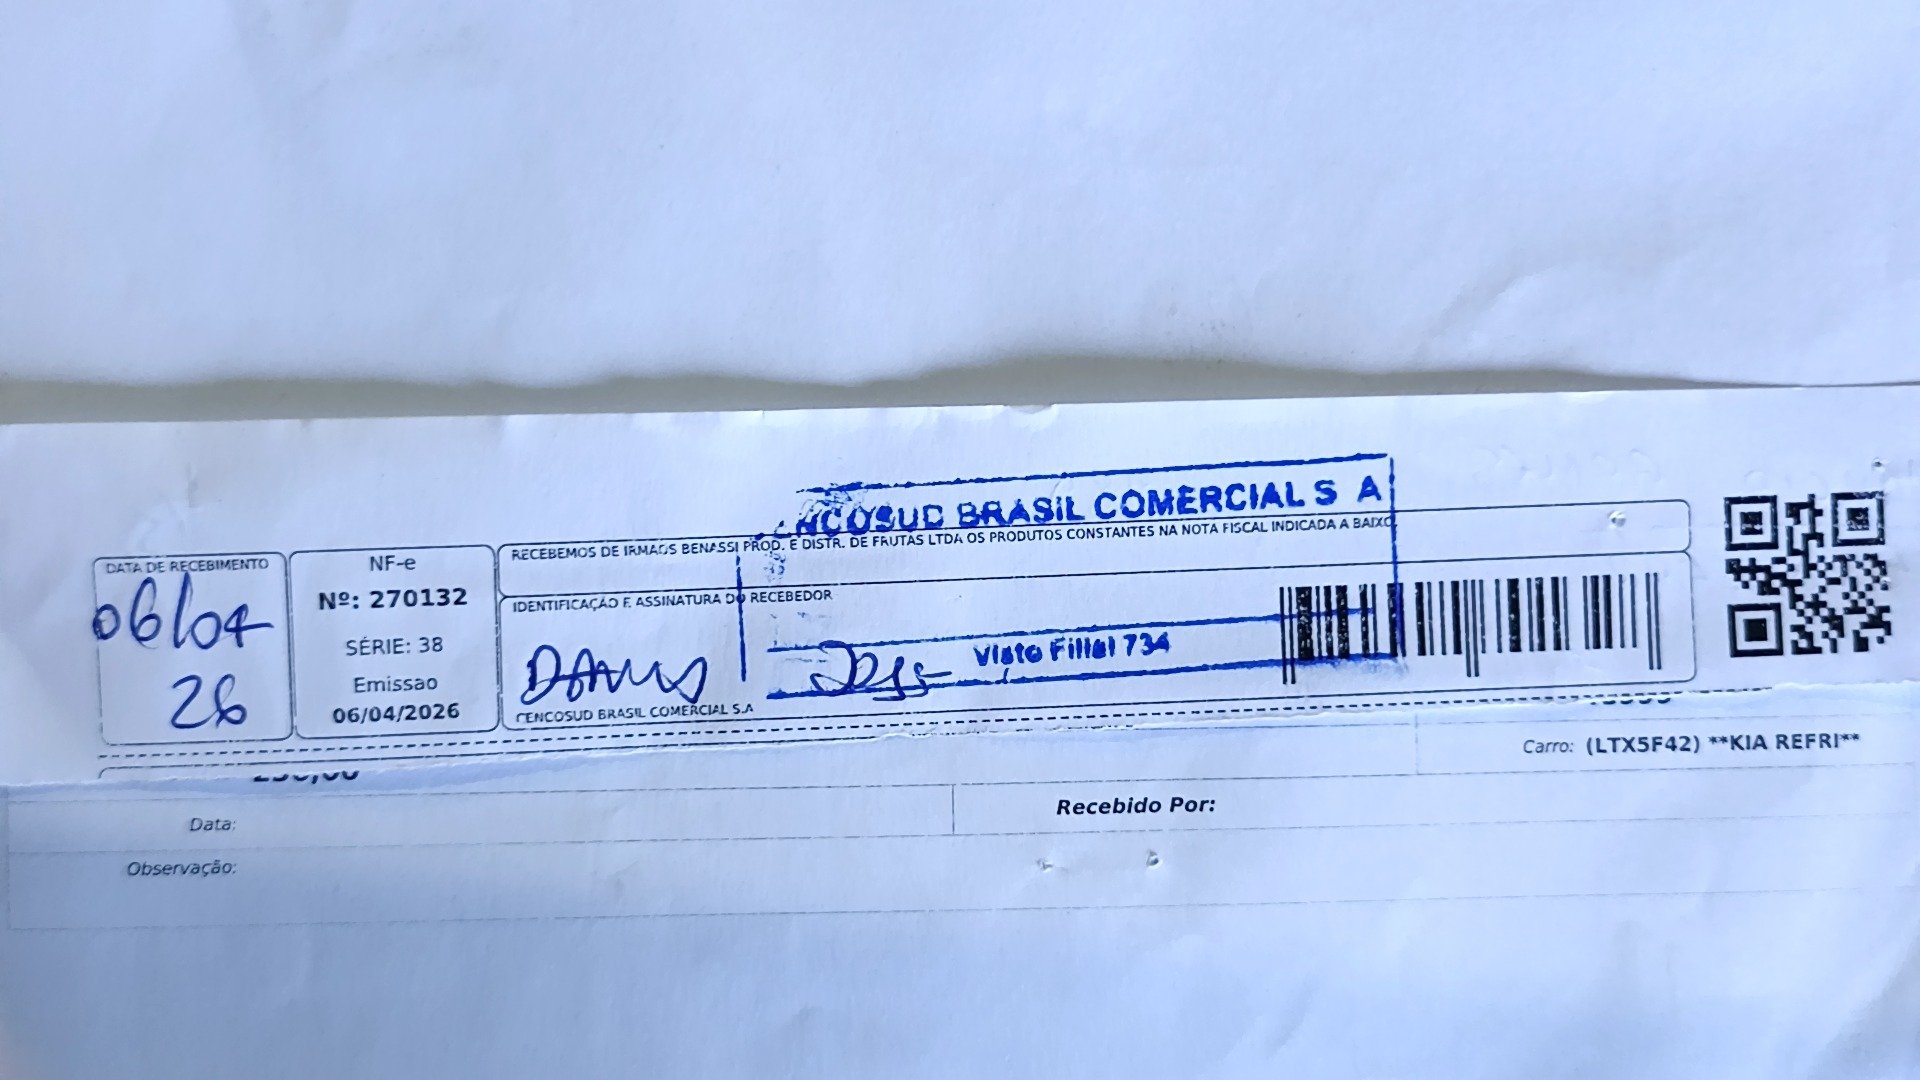 CENCOSUD BRASIL COMERCIAL S A
RECEBEMOS DE IRMAOS BENASSI PROD. E DISTR. DE FRUTAS LTDA OS PRODUTOS CONSTANTES NA NOTA FISCAL INDICADA A BAIXO
DATA DE RECEBIMENTO
06/04
26
NF-e
Nº: 270132
SÉRIE: 38
Emissao
06/04/2026
IDENTIFICAÇÃO E ASSINATURA DO RECEBEDOR
Visto Filial 734
CENCOSUD BRASIL COMERCIAL S.A
Carro: (LTX5F42) **KIA REFRI**
Data:
Recebido Por:
Observação: